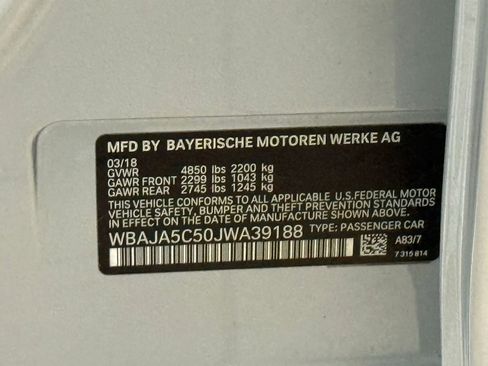 MFD BY BAYERISCHE MOTOREN WERKE AG
03/18
GVWR 4850 lbs 2200 kg
GAWR FRONT 2299 lbs 1043 kg
GAWR REAR 2745 lbs 1245 kg
THIS VEHICLE CONFORMS TO ALL APPLICABLE U.S.FEDERAL MOTOR
VEHICLE SAFETY, BUMPER, AND THEFT PREVENTION STANDARDS
IN EFFECT ON THE DATE OF MANUFACTURE SHOWN ABOVE.
WBAJA5C50JWA39188 TYPE: PASSENGER CAR
A83/7
7 315 814